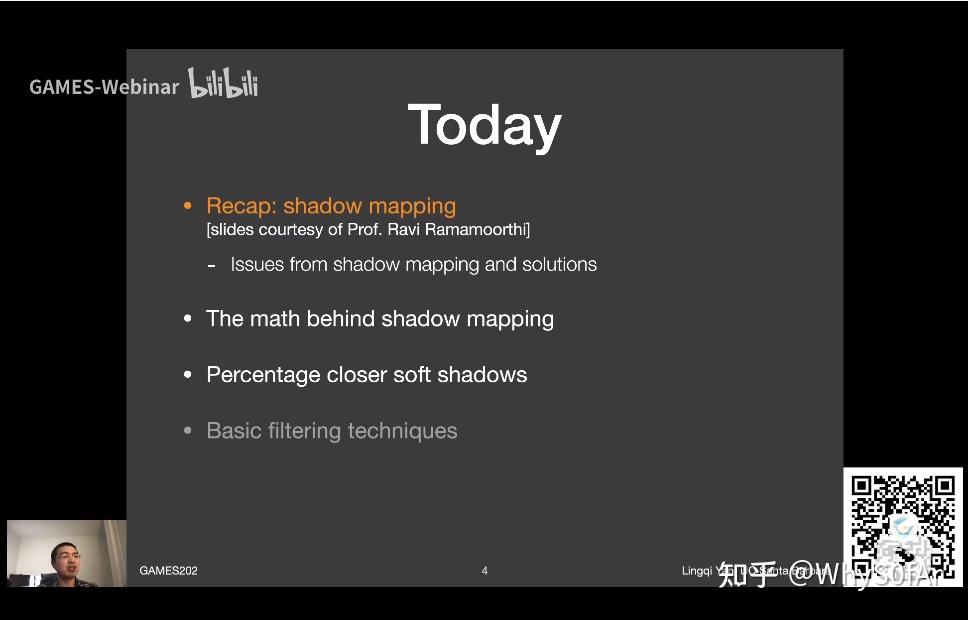 GAMES-Webinar bilibili
Today
• Recap: shadow mapping
[slides courtesy of Prof. Ravi Ramamoorthi]
- Issues from shadow mapping and solutions
• The math behind shadow mapping
• Percentage closer soft shadows
• Basic filtering techniques
GAMES202
4
Lingqi
知乎 @WhySofAr